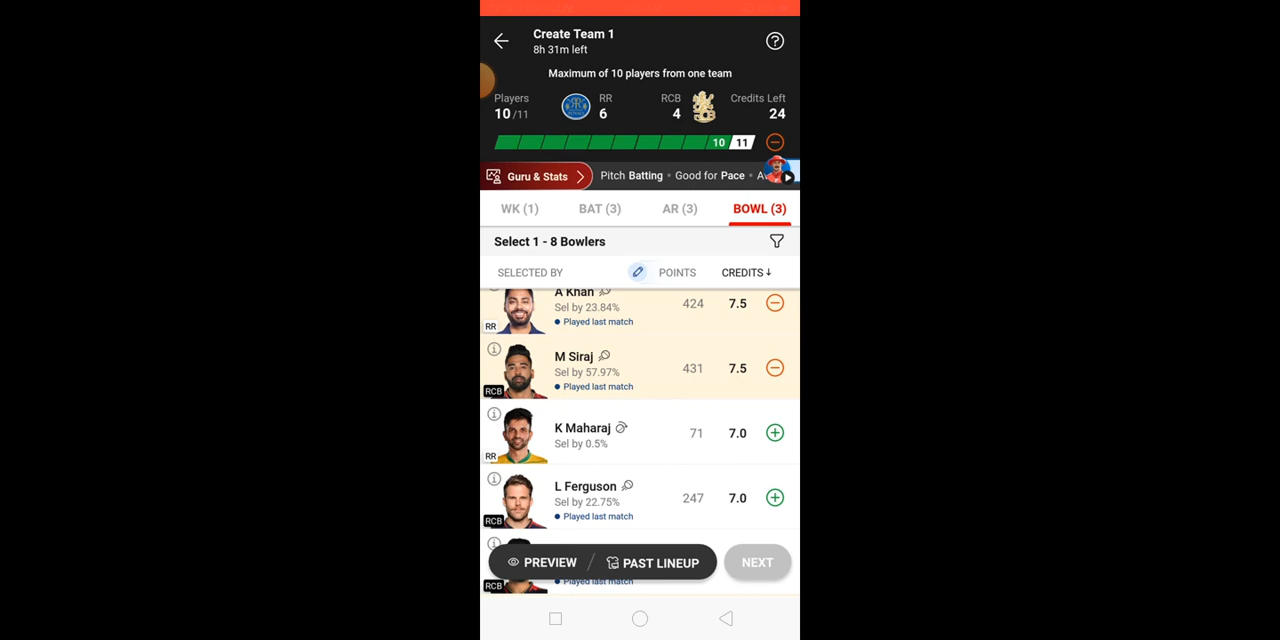 Create Team 1
8h 31m left
Maximum of 10 players from one team
Players RR RCB Credits Left
10/11 6 4 24
10 11
Guru & Stats Pitch Batting • Good for Pace • A
WK (1) BAT (3) AR (3) BOWL (3)
Select 1 - 8 Bowlers
SELECTED BY POINTS CREDITS↓
A Khan
Sel by 23.84% 424 7.5
RR • Played last match
M Siraj
Sel by 57.97% 431 7.5
RCB • Played last match
K Maharaj 71 7.0
Sel by 0.5%
RR
L Ferguson
Sel by 22.75% 247 7.0
RCB • Played last match
PREVIEW / PAST LINEUP NEXT
RCB • Played last match